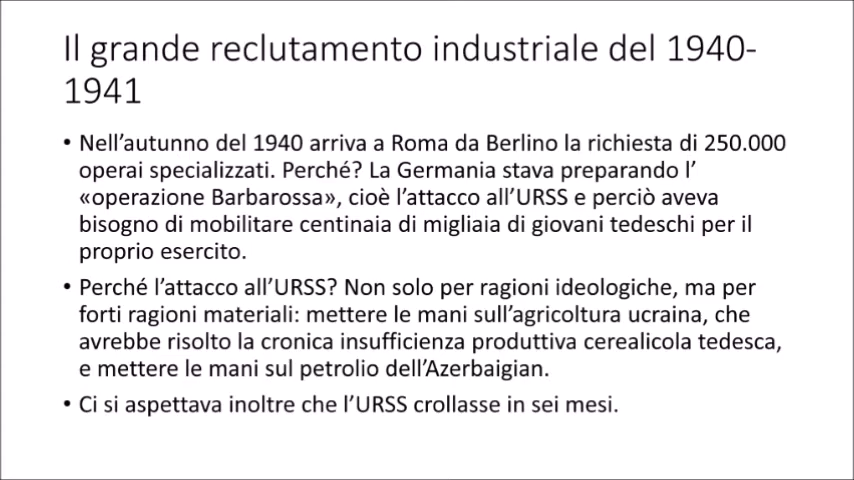 Il grande reclutamento industriale del 1940-
1941
• Nell'autunno del 1940 arriva a Roma da Berlino la richiesta di 250.000
operai specializzati. Perché? La Germania stava preparando l'
«operazione Barbarossa», cioè l'attacco all'URSS e perciò aveva
bisogno di mobilitare centinaia di migliaia di giovani tedeschi per il
proprio esercito.
• Perché l'attacco all'URSS? Non solo per ragioni ideologiche, ma per
forti ragioni materiali: mettere le mani sull'agricoltura ucraina, che
avrebbe risolto la cronica insufficienza produttiva cerealicola tedesca,
e mettere le mani sul petrolio dell'Azerbaigian.
• Ci si aspettava inoltre che l'URSS crollasse in sei mesi.